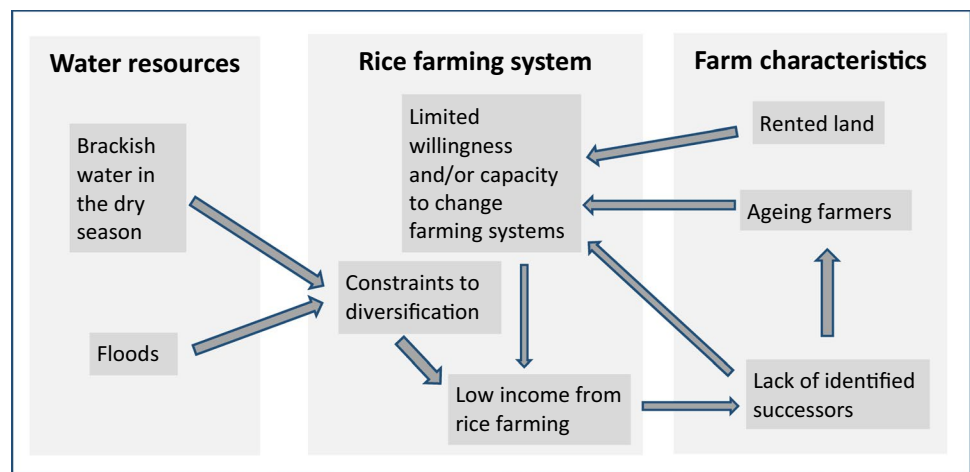 Water resources
Brackish
water in
the dry
season
Floods
Rice farming system
Limited
willingness
and/or capacity
to change
farming systems
Constraints to
diversification
Low income from
rice farming
Farm characteristics
Rented land
Ageing farmers
Lack of identified
successors